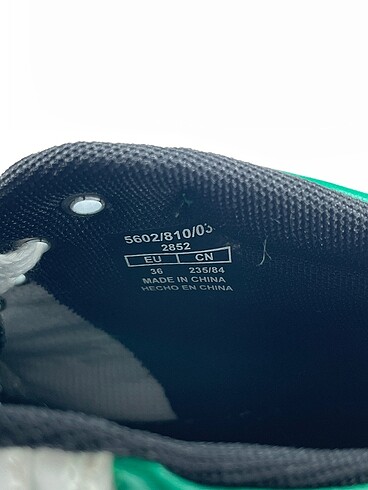 5602/810/03
2852
EU CN
36 235/84
MADE IN CHINA
HECHO EN CHINA